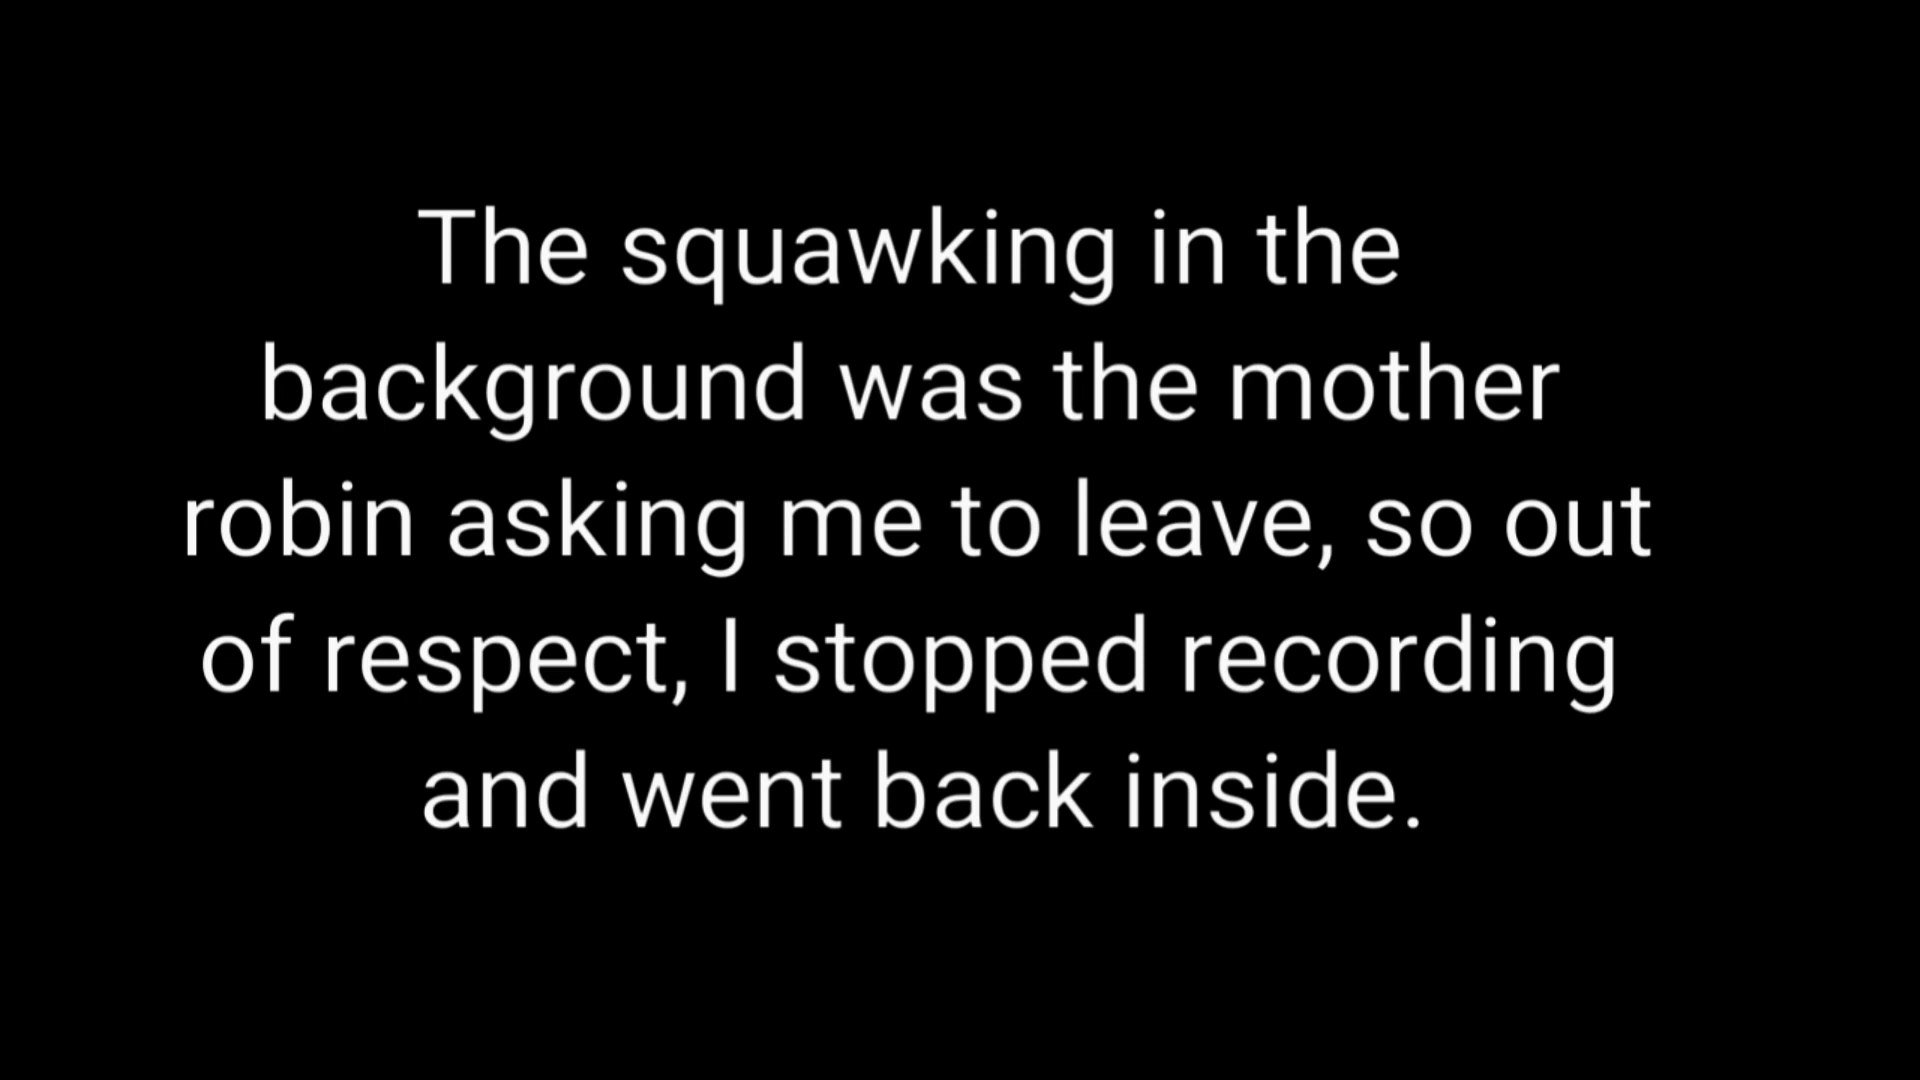 The squawking in the
background was the mother
robin asking me to leave, so out
of respect, I stopped recording
and went back inside.